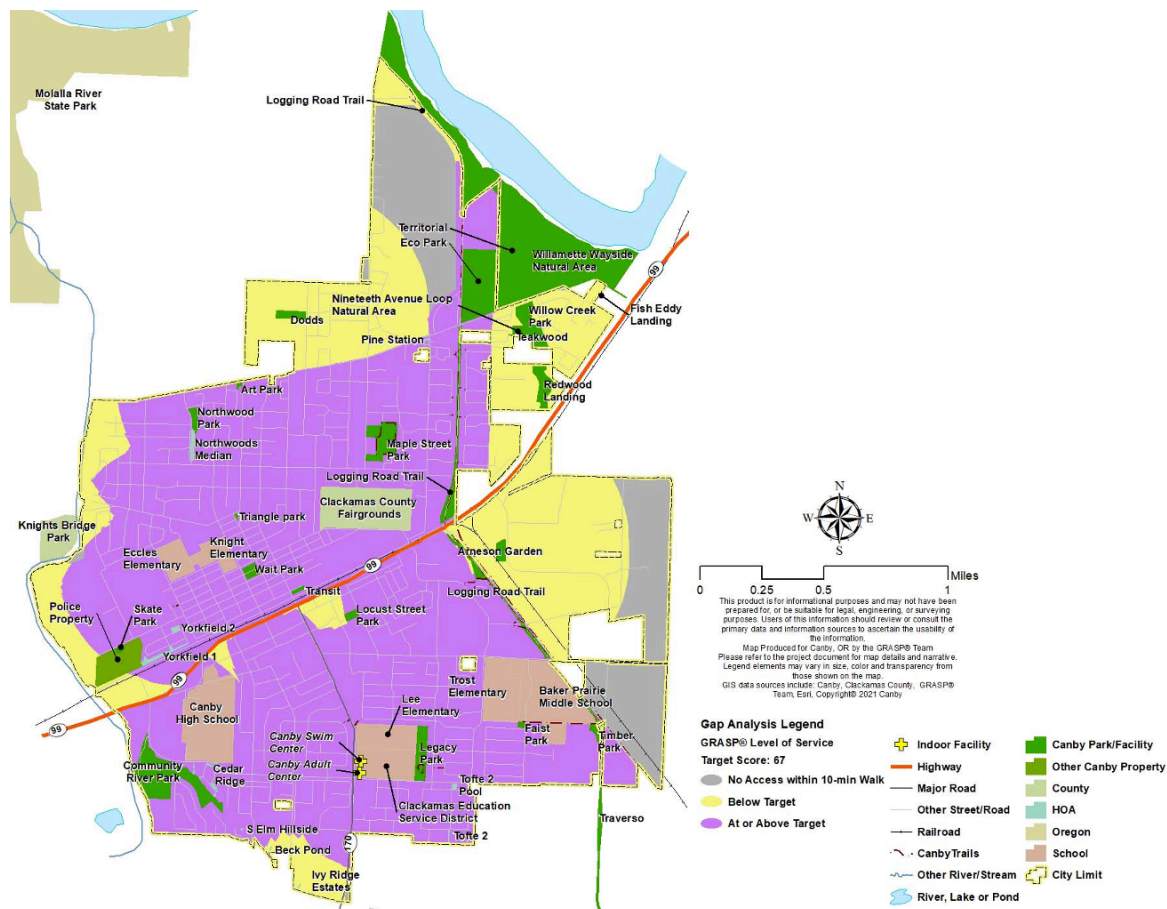 Molalla River
State Park
Logging Road Trail
99
Territorial
Eco Park
Willamette Wayside
Natural Area
Nineteeth Avenue Loop
Natural Area
Willow Creek
Park
Fish Eddy
Landing
Dodds
Teakwood
Pine Station
Redwood
Landing
Art Park
Northwood
Park
Northwoods
Median
Maple Street
Park
Logging Road Trail
Clackamas County
Fairgrounds
Triangle park
Knights Bridge
Park
Eccles
Elementary
Knight
Elementary
Arneson Garden
99
Wait Park
Logging Road Trail
Transit
Police
Property
Skate
Park
Locust Street
Park
Yorkfield 2
Yorkfield 1
99
Trost
Elementary
Baker Prairie
Middle School
Lee
Elementary
Canby
High School
99
Faist
Park
Timber
Park
Canby Swim
Center
Canby Adult
Center
Legacy
Park
Community
River Park
Cedar
Ridge
Tofte 2
Pool
Clackamas Education
Service District
Traverso
S Elm Hillside
Tofte 2
170
Beck Pond
Ivy Ridge
Estates
N
W
E
S
0
0.25
0.5
1
Miles
This product is for informational purposes and may not have been
prepared for, or be suitable for legal, engineering, or surveying
purposes. Users of this information should review or consult the
primary data and information sources to ascertain the usability of
the information.
Map Produced for Canby, OR by the GRASP® Team
Please refer to the project document for map details and narrative.
Legend elements may vary in size, color and transparency from
those shown on the map.
GIS data sources include: Canby, Clackamas County, GRASP®
Team, Esri, Copyright© 2021 Canby
Gap Analysis Legend
GRASP® Level of Service
Target Score: 67
No Access within 10-min Walk
Below Target
At or Above Target
Indoor Facility
Highway
Major Road
Other Street/Road
Railroad
Canby Trails
Other River/Stream
River, Lake or Pond
Canby Park/Facility
Other Canby Property
County
HOA
Oregon
School
City Limit